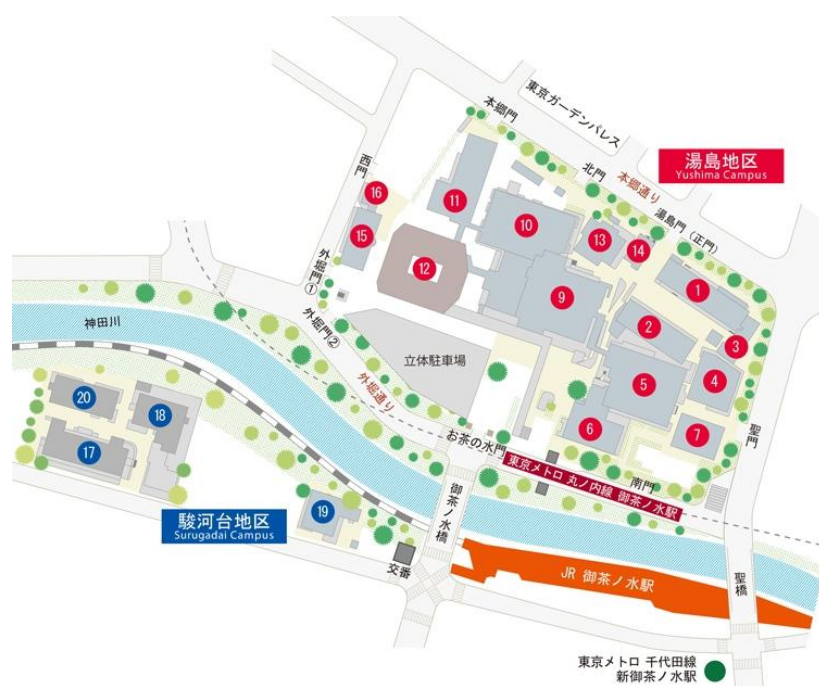 東京ガーデンパレス
本郷門
湯島地区
Yushima Campus
北門
本郷通り
湯島門(正門)
西門
16
11
15
10
13
14
12
1
外堀門①
9
2
3
外堀門②
神田川
立体駐車場
4
5
外堀通り
20
18
6
7
聖門
17
お茶の水門
東京メトロ 丸ノ内線 御茶ノ水駅
南門
19
御茶ノ水橋
駿河台地区
Surugadai Campus
交番
JR 御茶ノ水駅
聖橋
東京メトロ 千代田線
新御茶ノ水駅